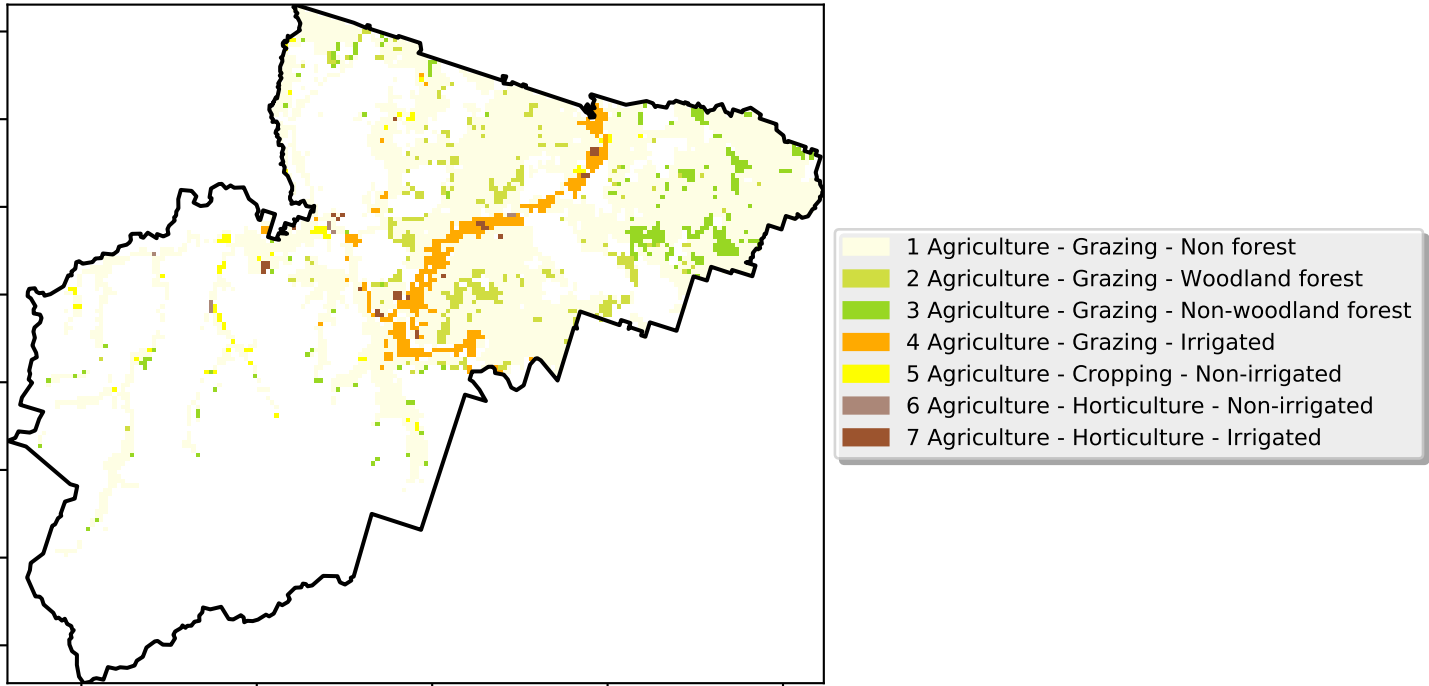 1 Agriculture - Grazing - Non forest
2 Agriculture - Grazing - Woodland forest
3 Agriculture - Grazing - Non-woodland forest
4 Agriculture - Grazing - Irrigated
5 Agriculture - Cropping - Non-irrigated
6 Agriculture - Horticulture - Non-irrigated
7 Agriculture - Horticulture - Irrigated